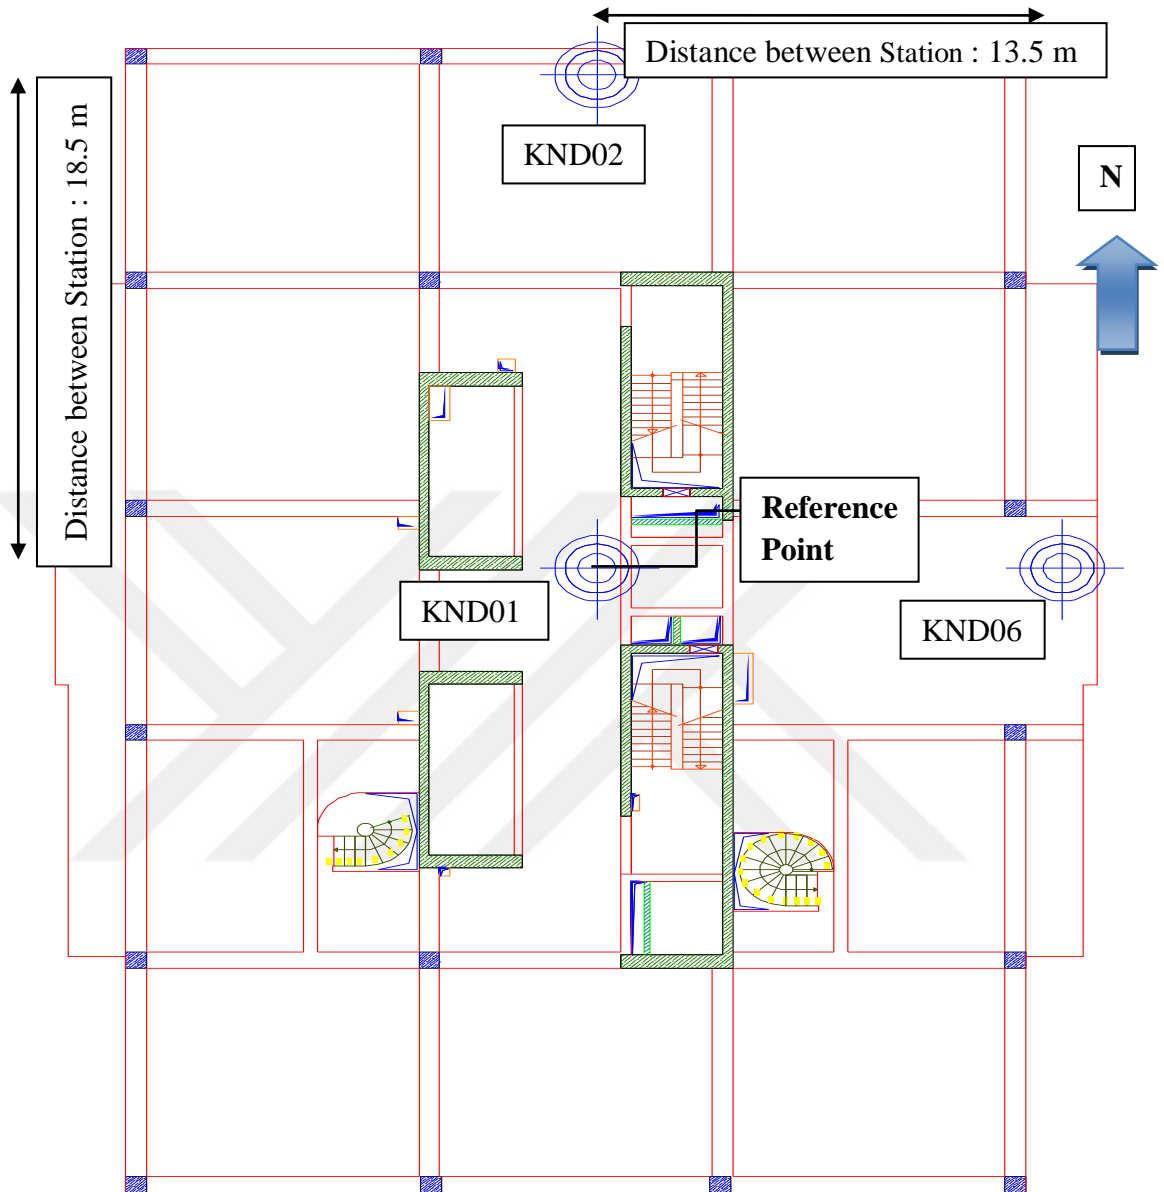 Distance between Station : 13.5 m
Distance between Station : 18.5 m
KND02
N
Reference
Point
KND01
KND06